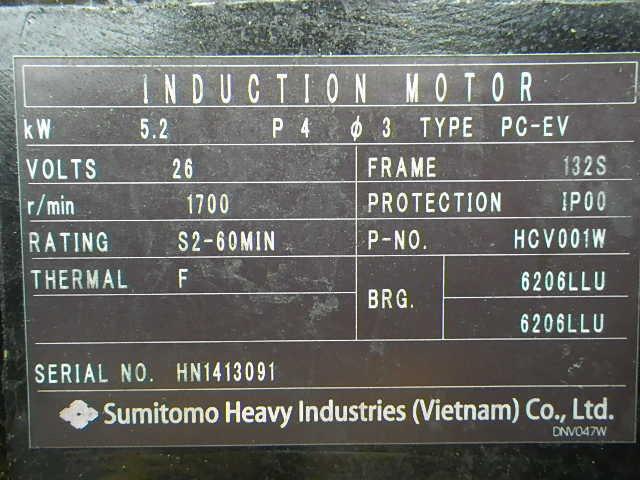 INDUCTION MOTOR
kW 5.2 P 4 ϕ 3 TYPE PC-EV
VOLTS 26 FRAME 132S
r/min 1700 PROTECTION IP00
RATING S2-60MIN P-NO. HCV001W
THERMAL F BRG. 6206LLU
6206LLU
SERIAL NO. HN1413091
Sumitomo Heavy Industries (Vietnam) Co., Ltd.
DNV047W